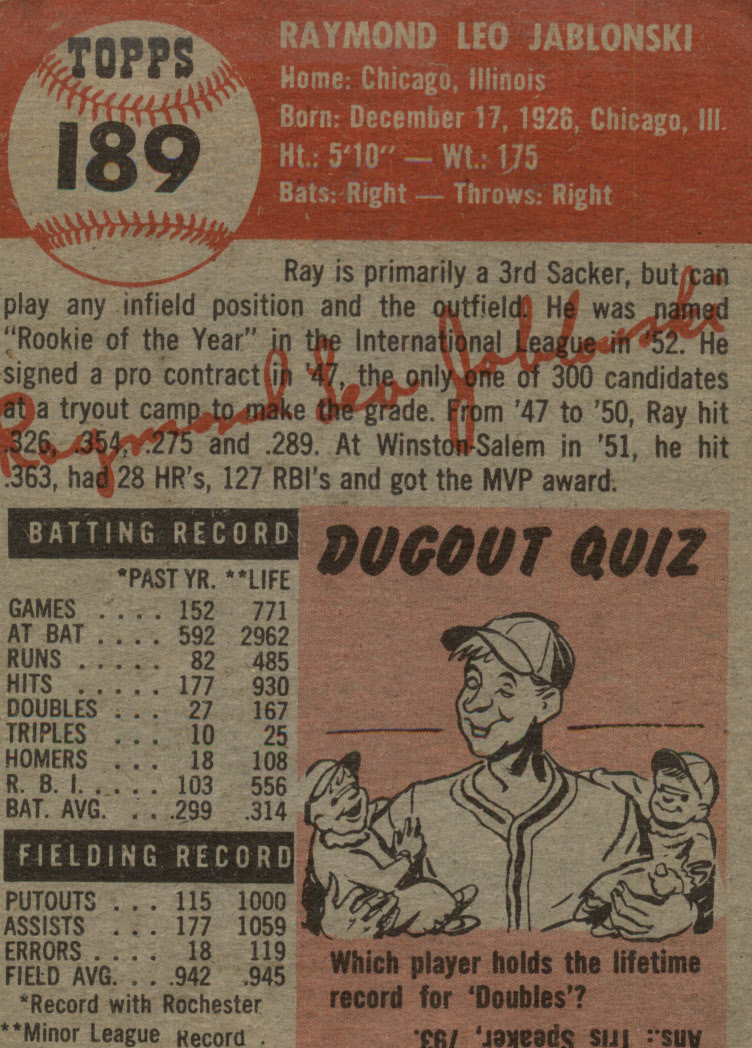 TOPPS
189
RAYMOND LEO JABLONSKI
Home: Chicago, Illinois
Born: December 17, 1926, Chicago, Ill.
Ht.: 5'10" — Wt.: 175
Bats: Right — Throws: Right
Ray is primarily a 3rd Sacker, but can
play any infield position and the outfield. He was named
"Rookie of the Year" in the International League in '52. He
signed a pro contract in '47, the only one of 300 candidates
at a tryout camp to make the grade. From '47 to '50, Ray hit
.326, .354, .275 and .289. At Winston-Salem in '51, he hit
.363, had 28 HR's, 127 RBI's and got the MVP award.
Raymond Leo Jablonski
BATTING RECORD
*PAST YR. **LIFE
GAMES .... 152 771
AT BAT .... 592 2962
RUNS ..... 82 485
HITS ..... 177 930
DOUBLES ... 27 167
TRIPLES ... 10 25
HOMERS ... 18 108
R. B. I. .... 103 556
BAT. AVG. ... .299 .314
FIELDING RECORD
PUTOUTS ... 115 1000
ASSISTS ... 177 1059
ERRORS .... 18 119
FIELD AVG. ... .942 .945
*Record with Rochester
**Minor League Record .
DUGOUT QUIZ
Which player holds the lifetime
record for 'Doubles'?
Ans.: Tris Speaker, 793.